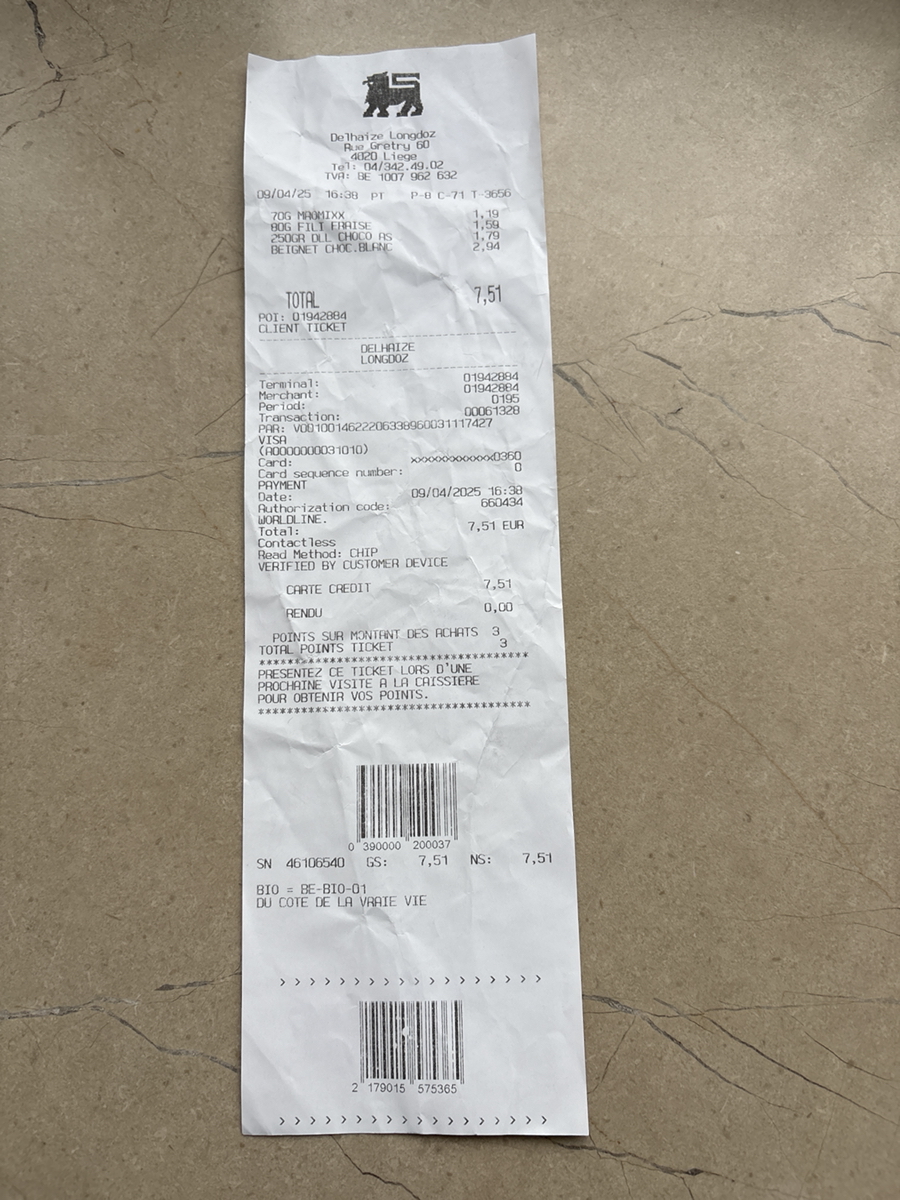 Delhaize Longdoz
Rue Gretry 60
4020 Liege
Tel: 04/342.49.02
TVA: BE 1007 962 632
09/04/25 16:38 PT P-8 C-71 T-3656
70G MAOMIXX 1,19
80G FILI FRAISE 1,59
250GR DLL CHOCO AS 1,79
BEIGNET CHOC.BLANC 2,94
TOTAL 7,51
POI: 01942884
CLIENT TICKET
DELHAIZE
LONGDOZ
Terminal: 01942884
Merchant: 01942884
Period: 0195
Transaction: 00061328
PAR: V0010014622206338960031117427
VISA
(A0000000031010)
Card: xxxxxxxxxxxx0360
Card sequence number: 0
PAYMENT
Date: 09/04/2025 16:38
Authorization code: 660434
WORLDLINE.
Total: 7,51 EUR
Contactless
Read Method: CHIP
VERIFIED BY CUSTOMER DEVICE
CARTE CREDIT 7,51
RENDU 0,00
POINTS SUR MONTANT DES ACHATS 3
TOTAL POINTS TICKET 3
**********************************
PRESENTEZ CE TICKET LORS D'UNE
PROCHAINE VISITE A LA CAISSIERE
POUR OBTENIR VOS POINTS.
**********************************
0 390000 200037
SN 46106540 GS: 7,51 NS: 7,51
BIO = BE-BIO-01
DU COTE DE LA VRAIE VIE
> > > > > > > > > > > > > > > > > >
2 179015 575365
> > > > > > > > > > > > > > > > > >